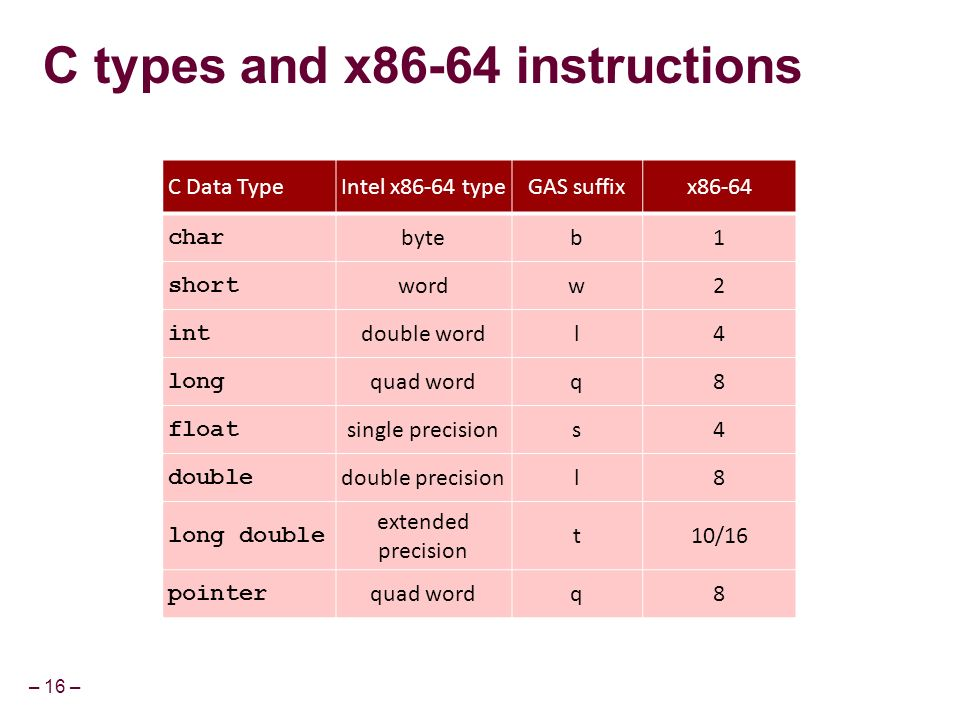 C types and x86-64 instructions
C Data Type Intel x86-64 type GAS suffix x86-64
char byte b 1
short word w 2
int double word l 4
long quad word q 8
float single precision s 4
double double precision l 8
long double extended precision t 10/16
pointer quad word q 8
– 16 –